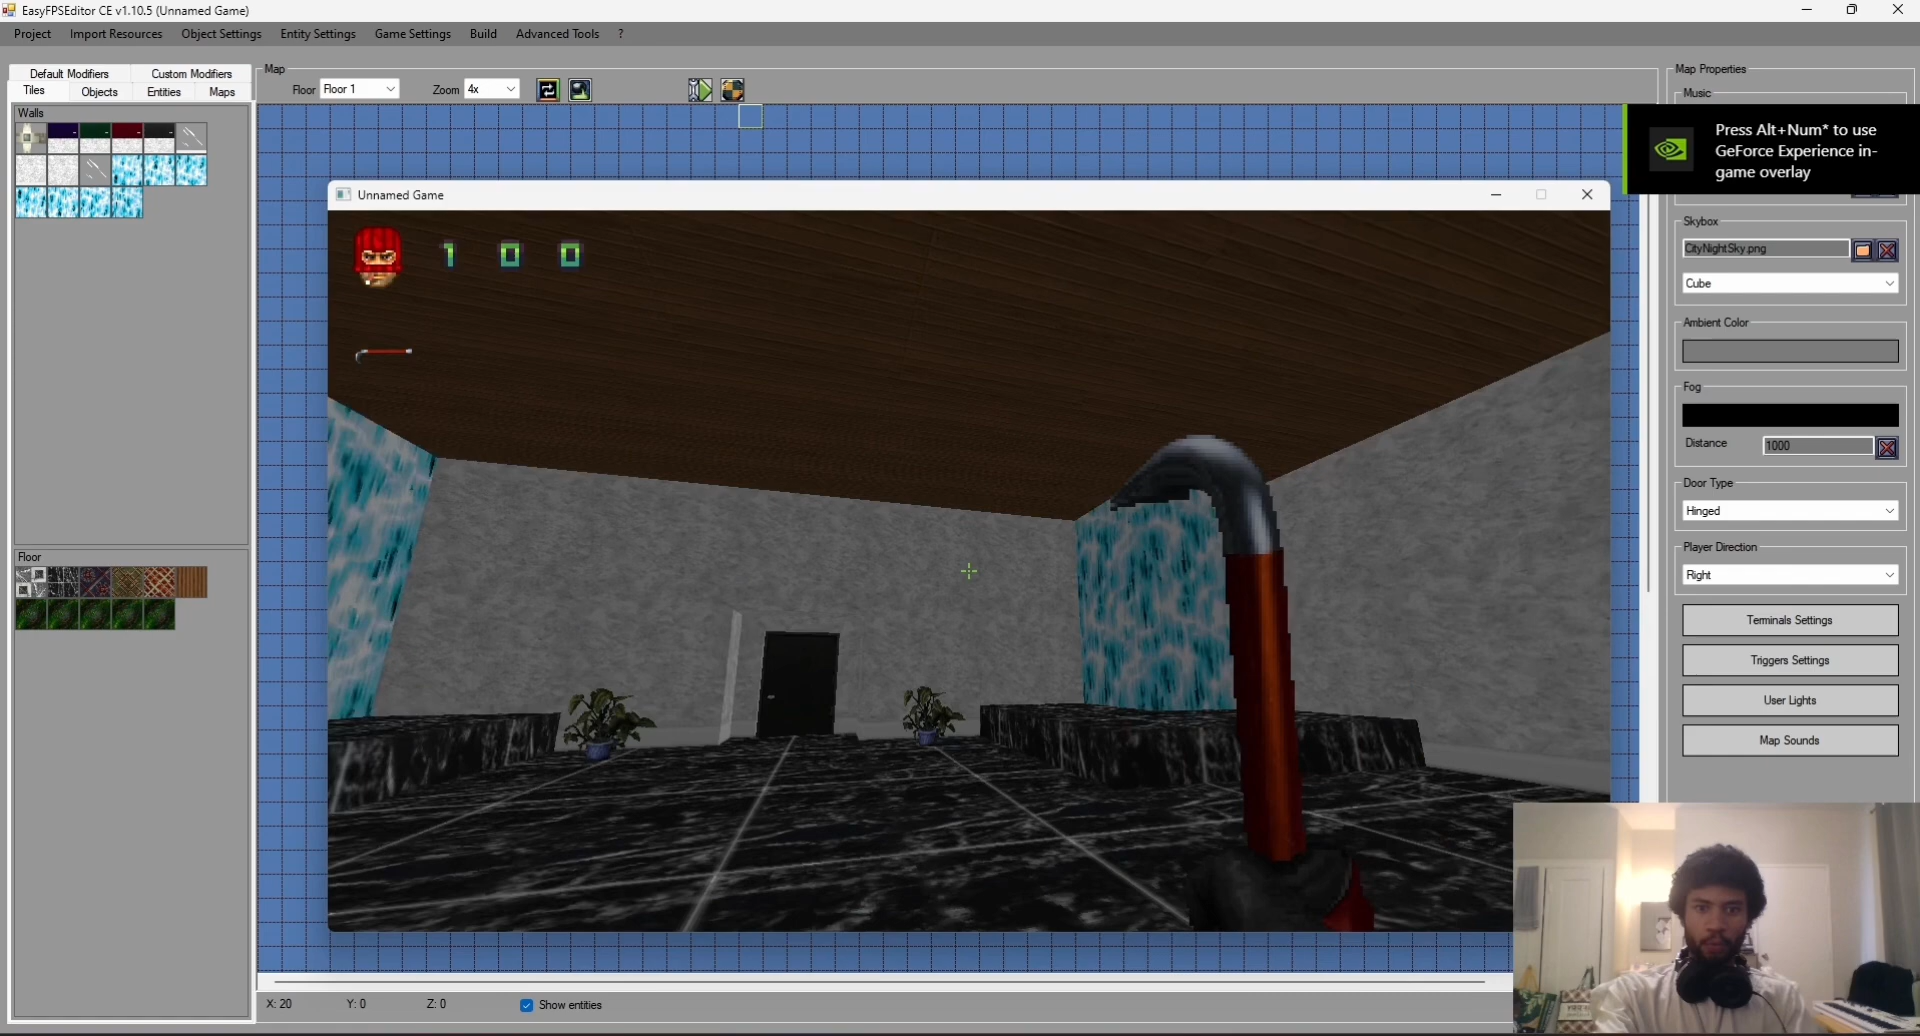 EasyFPSEditor CE v1.10.5 (Unnamed Game)
Project Import Resources Object Settings Entity Settings Game Settings Build Advanced Tools ?
Default Modifiers Custom Modifiers
Tiles Objects Entities Maps
Walls
Floor
Map
Floor Floor 1 Zoom 4x
Unnamed Game
1 0 0
X: 20 Y: 0 Z: 0 Show entities
Map Properties
Music
Press Alt+Num* to use
GeForce Experience in-
game overlay
Skybox
CityNightSky.png
Cube
Ambient Color
Fog
Distance 1000
Door Type
Hinged
Player Direction
Right
Terminals Settings
Triggers Settings
User Lights
Map Sounds